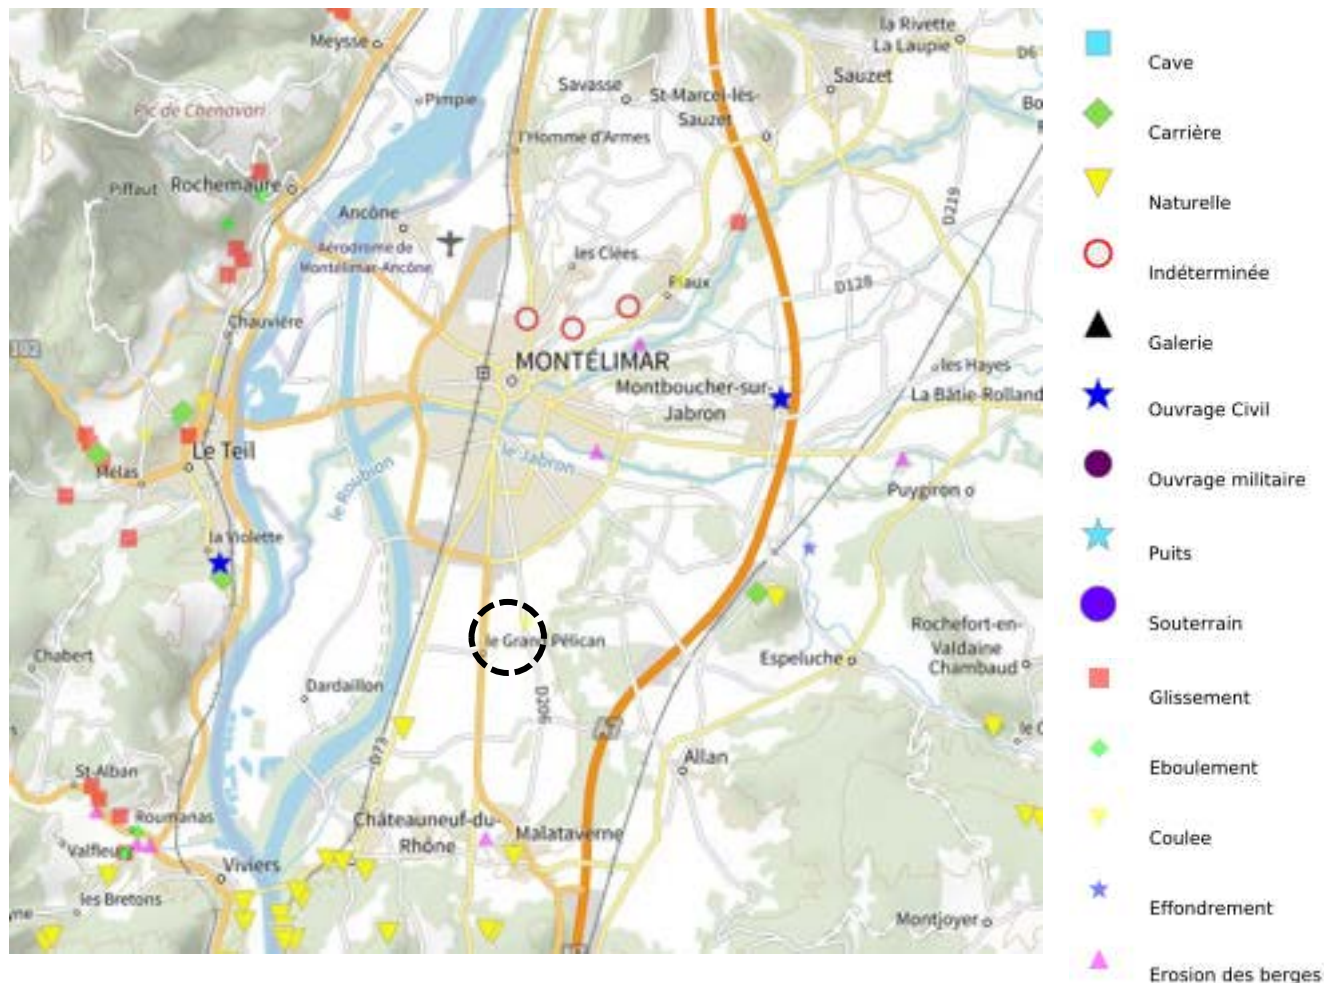 la Rivette
La Laupie
Meysse
D6
Savasse
Sauzet
Pimpie
St-Marcel-lès-
Sauzet
Pic de Chenavari
l'Homme d'Armes
Piffaut
Rochemaure
Ancône
D219
Aérodrome de
Montélimar-Ancône
les Clées
D128
Chauvière
MONTÉLIMAR
les Hayes
Montboucher-sur-
Jabron
La Bâtie-Rolland
Le Teil
le Jabron
Mélas
le Roubion
Puygiron
la Violette
le Grand Pélican
Rochefort-en-
Valdaine
Chabert
Espeluche
Chambaud
Dardaillon
D206
D73
Allan
St-Alban
Roumanas
Châteauneuf-du-
Rhône
Malataverne
Viviers
les Bretons
Montjoyer
Cave
Carrière
Naturelle
Indéterminée
Galerie
Ouvrage Civil
Ouvrage militaire
Puits
Souterrain
Glissement
Eboulement
Coulee
Effondrement
Erosion des berges